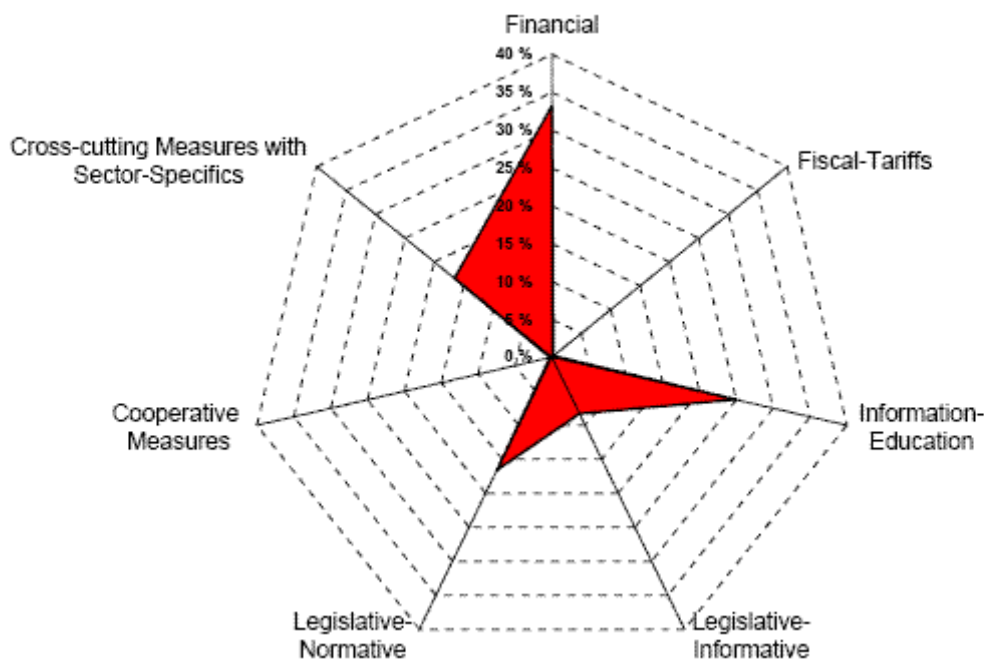 Financial
40 %
35 %
30 %
25 %
20 %
15 %
10 %
5 %
0 %
Cross-cutting Measures with
Sector-Specifics
Fiscal-Tariffs
Cooperative
Measures
Information-
Education
Legislative-
Normative
Legislative-
Informative